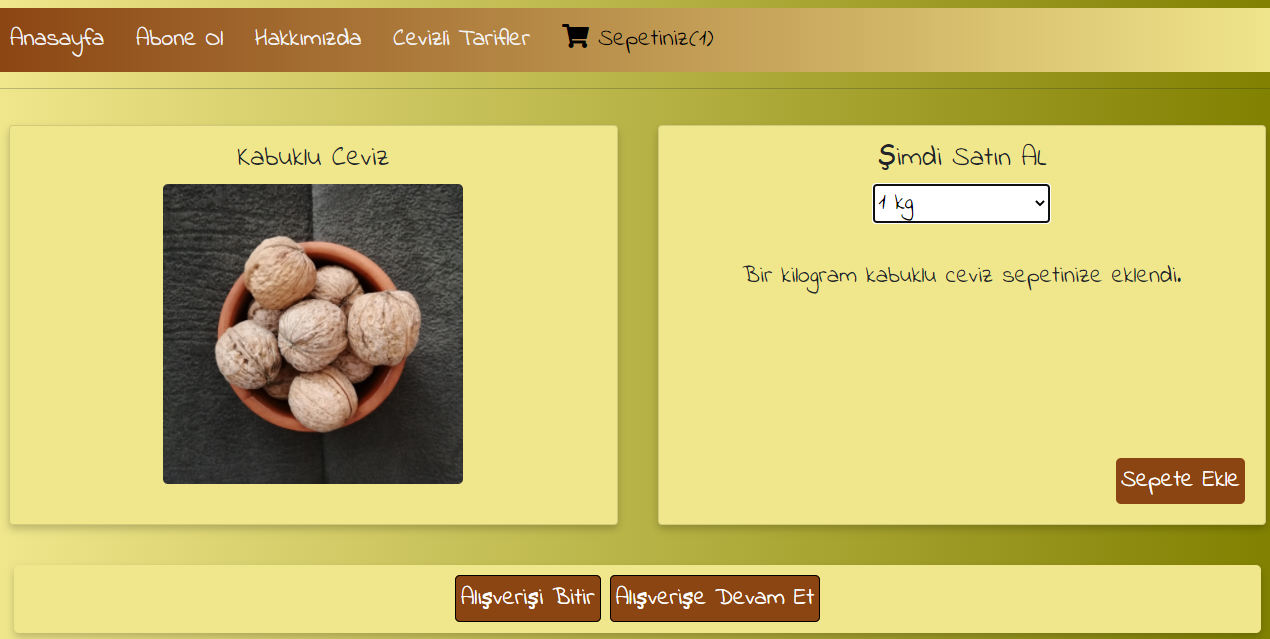 Anasayfa Abone Ol Hakkımızda Cevizli Tarifler Sepetiniz(1)
Kabuklu Ceviz
Şimdi Satın Al
1 kg
Bir kilogram kabuklu ceviz sepetinize eklendi.
Sepete Ekle
Alışverişi Bitir Alışverişe Devam Et